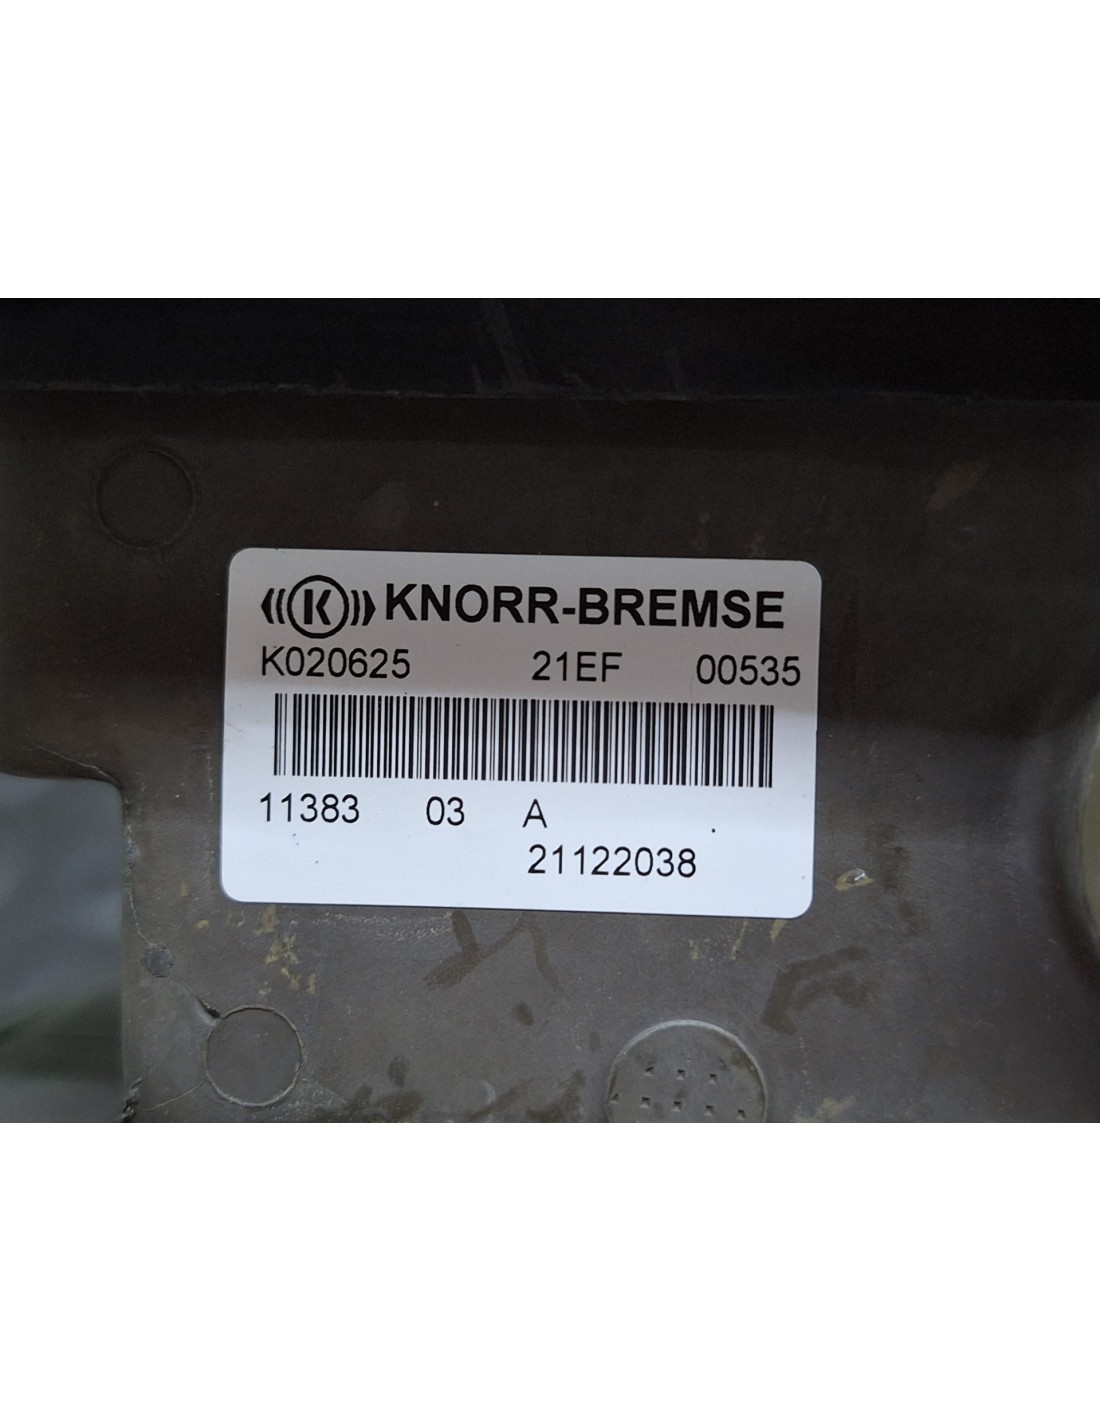 K KNORR-BREMSE
K020625 21EF 00535
11383 03 A
21122038